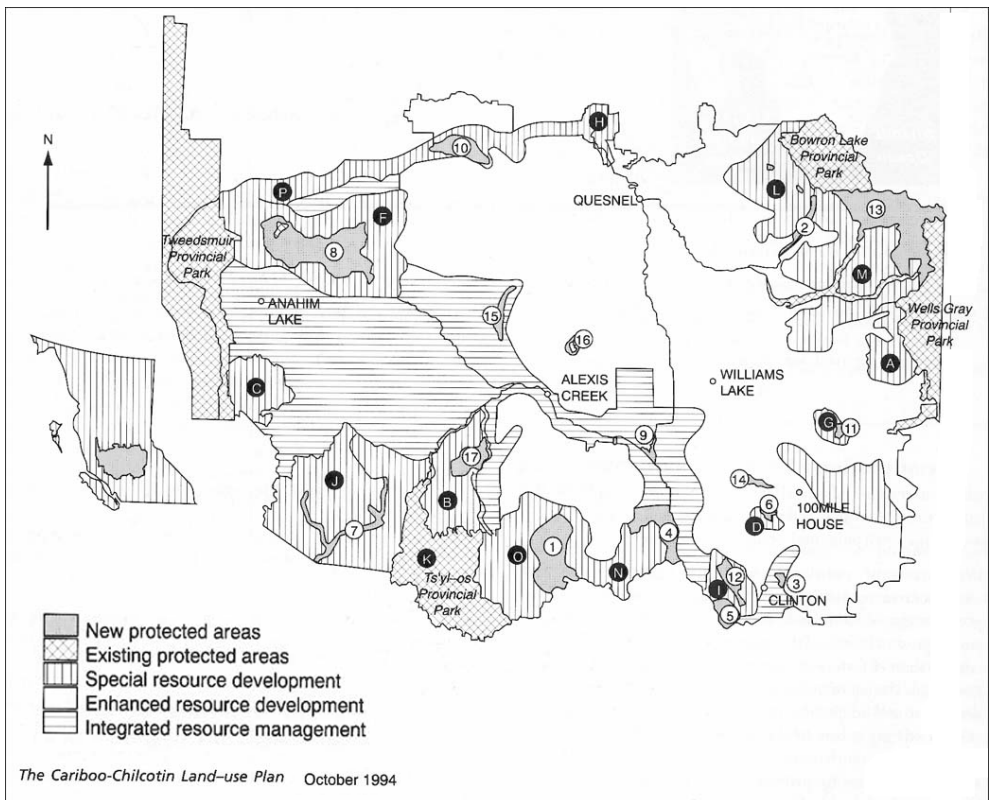 H
10
Bowron Lake
Provincial
Park
N
P
L
QUESNEL
F
13
2
Tweedsmuir
Provincial
Park
8
M
ANAHIM
LAKE
15
Wells Gray
Provincial
Park
16
A
C
ALEXIS
CREEK
WILLIAMS
LAKE
G
11
9
17
J
14
B
100MILE
HOUSE
6
7
D
1
4
K
O
Ts'yl-os
Provincial
Park
N
I
12
3
CLINTON
5
New protected areas
Existing protected areas
Special resource development
Enhanced resource development
Integrated resource management
The Cariboo-Chilcotin Land-use Plan October 1994